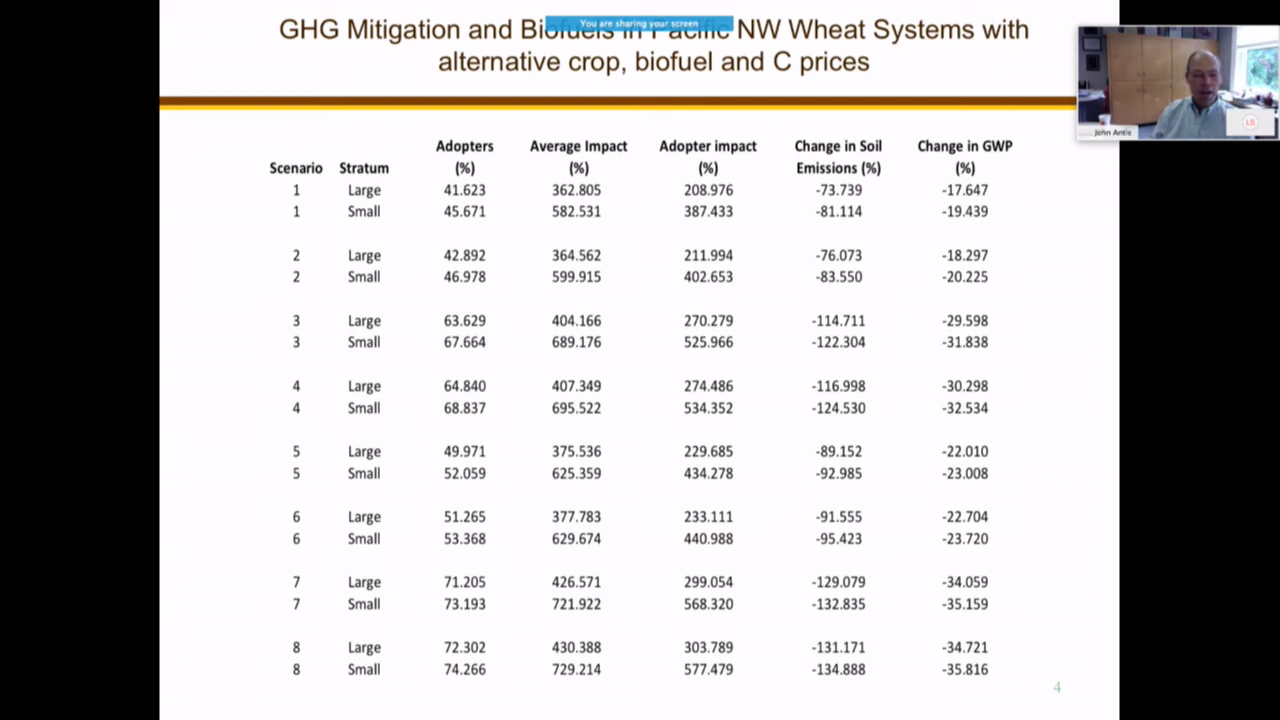 You are sharing your screen
GHG Mitigation and Biofuels in Pacific NW Wheat Systems with
alternative crop, biofuel and C prices
John Antle
LS
Adopters Average Impact Adopter impact Change in Soil Change in GWP
Scenario Stratum (%) (%) (%) Emissions (%) (%)
1 Large 41.623 362.805 208.976 -73.739 -17.647
1 Small 45.671 582.531 387.433 -81.114 -19.439
2 Large 42.892 364.562 211.994 -76.073 -18.297
2 Small 46.978 599.915 402.653 -83.550 -20.225
3 Large 63.629 404.166 270.279 -114.711 -29.598
3 Small 67.664 689.176 525.966 -122.304 -31.838
4 Large 64.840 407.349 274.486 -116.998 -30.298
4 Small 68.837 695.522 534.352 -124.530 -32.534
5 Large 49.971 375.536 229.685 -89.152 -22.010
5 Small 52.059 625.359 434.278 -92.985 -23.008
6 Large 51.265 377.783 233.111 -91.555 -22.704
6 Small 53.368 629.674 440.988 -95.423 -23.720
7 Large 71.205 426.571 299.054 -129.079 -34.059
7 Small 73.193 721.922 568.320 -132.835 -35.159
8 Large 72.302 430.388 303.789 -131.171 -34.721
8 Small 74.266 729.214 577.479 -134.888 -35.816
4